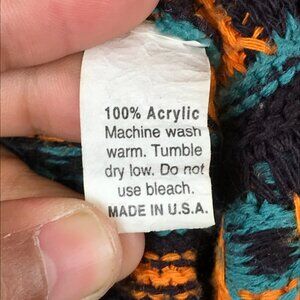 100% Acrylic
Machine wash
warm. Tumble
dry low. Do not
use bleach.
MADE IN U.S.A.